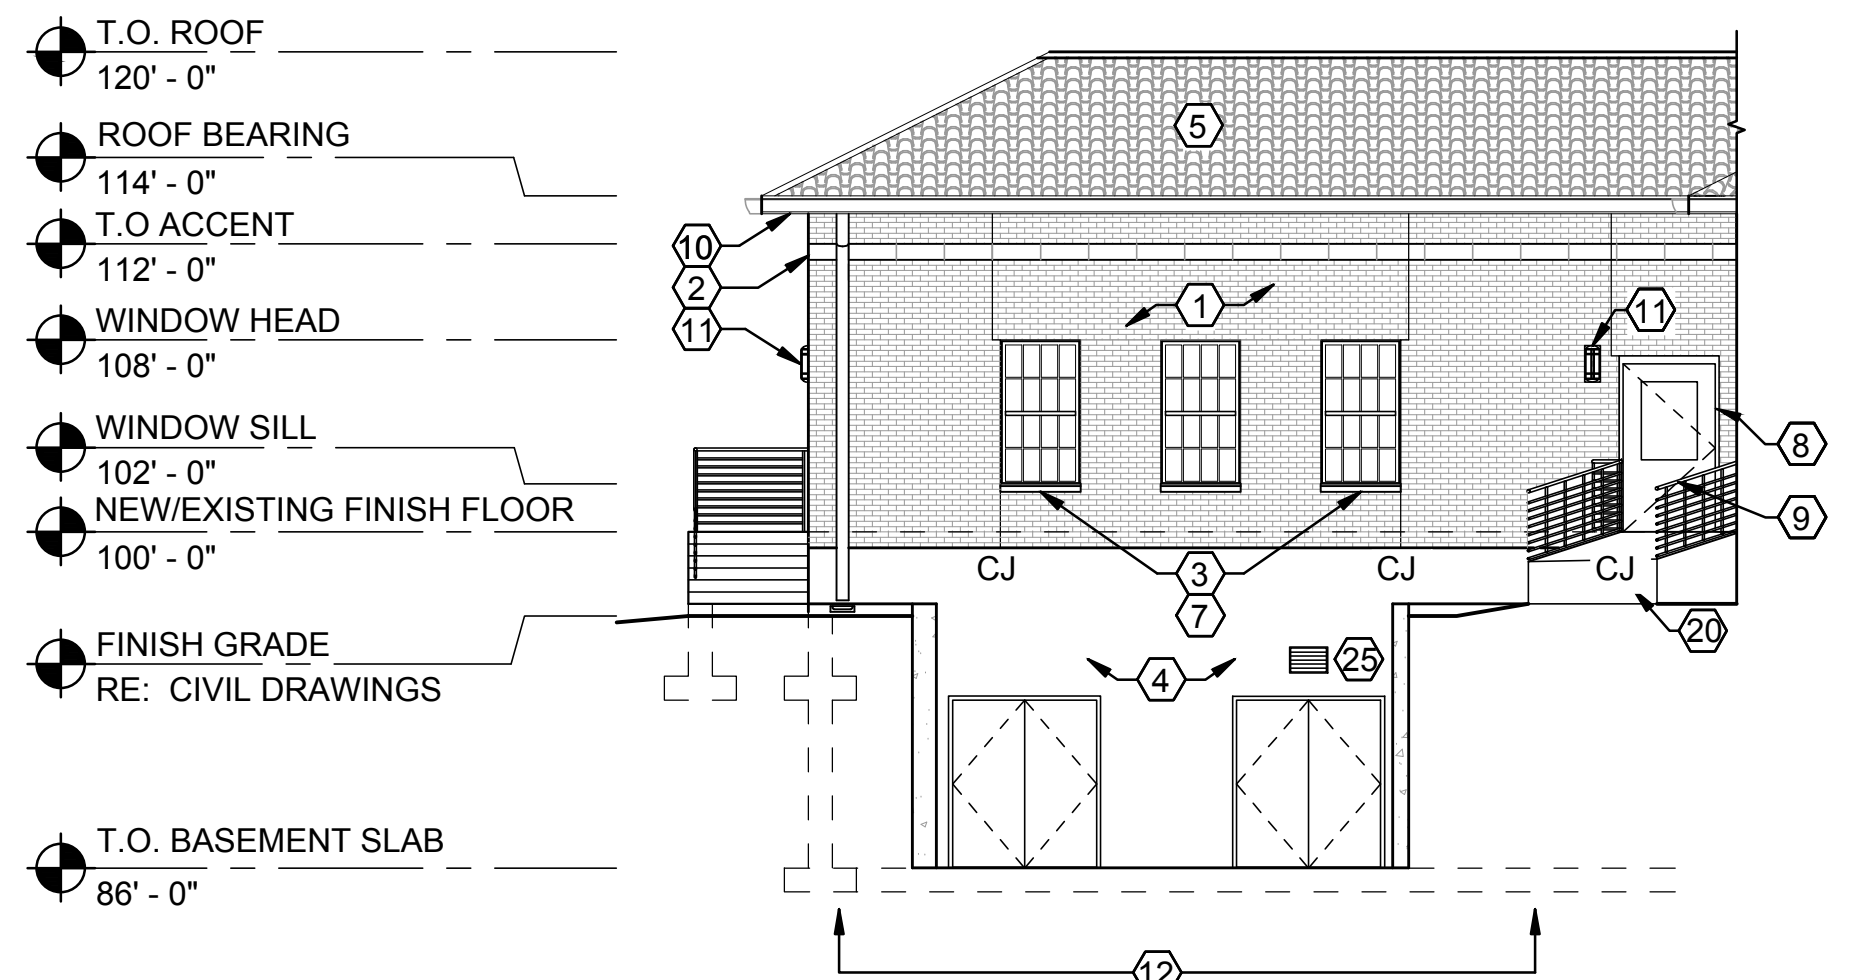 T.O. ROOF
120' - 0"
ROOF BEARING
114' - 0"
T.O ACCENT
112' - 0"
WINDOW HEAD
108' - 0"
WINDOW SILL
102' - 0"
NEW/EXISTING FINISH FLOOR
100' - 0"
FINISH GRADE
RE: CIVIL DRAWINGS
T.O. BASEMENT SLAB
86' - 0"
5
10
2
11
1
11
8
9
CJ
CJ
CJ
3
7
20
4
25
12